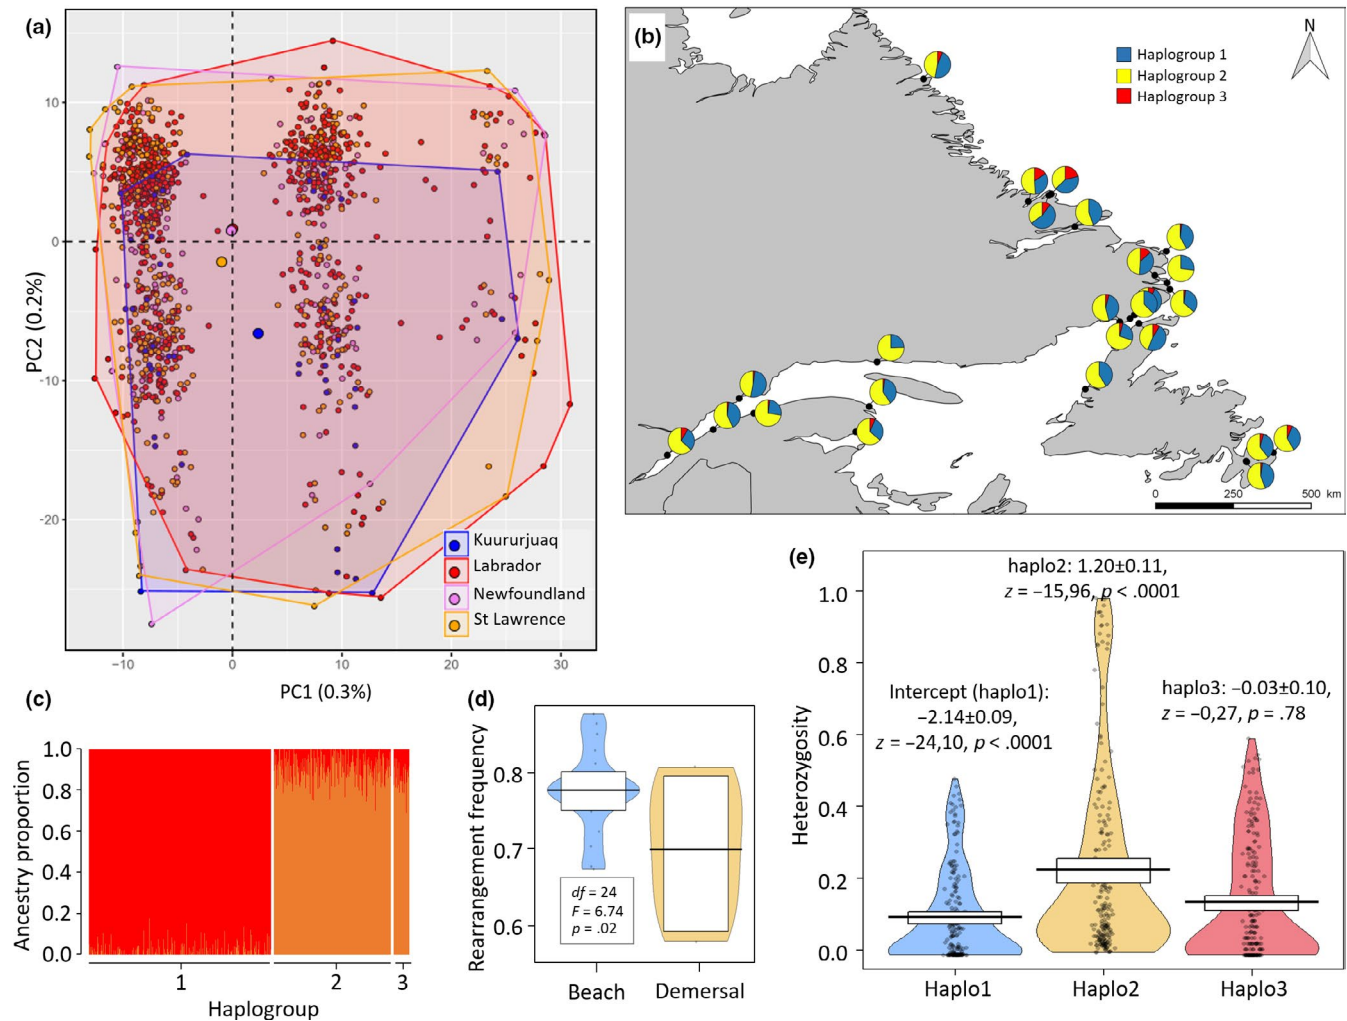 (a)
10
0
−10
−20
PC2 (0.2%)
−10
0
10
20
30
PC1 (0.3%)
Kuururjuaq
Labrador
Newfoundland
St Lawrence
(b)
Haplogroup 1
Haplogroup 2
Haplogroup 3
N
0
250
500 km
(c)
1.0
0.8
0.6
0.4
0.2
0.0
Ancestry proportion
1
2
3
Haplogroup
(d)
0.8
0.7
0.6
Rearrangement frequency
df = 24
F = 6.74
p = .02
Beach
Demersal
(e)
haplo2: 1.20±0.11,
z = −15,96, p < .0001
Intercept (haplo1):
−2.14±0.09,
z = −24,10, p < .0001
haplo3: −0.03±0.10,
z = −0,27, p = .78
1.0
0.8
0.6
0.4
0.2
0.0
Heterozygosity
Haplo1
Haplo2
Haplo3